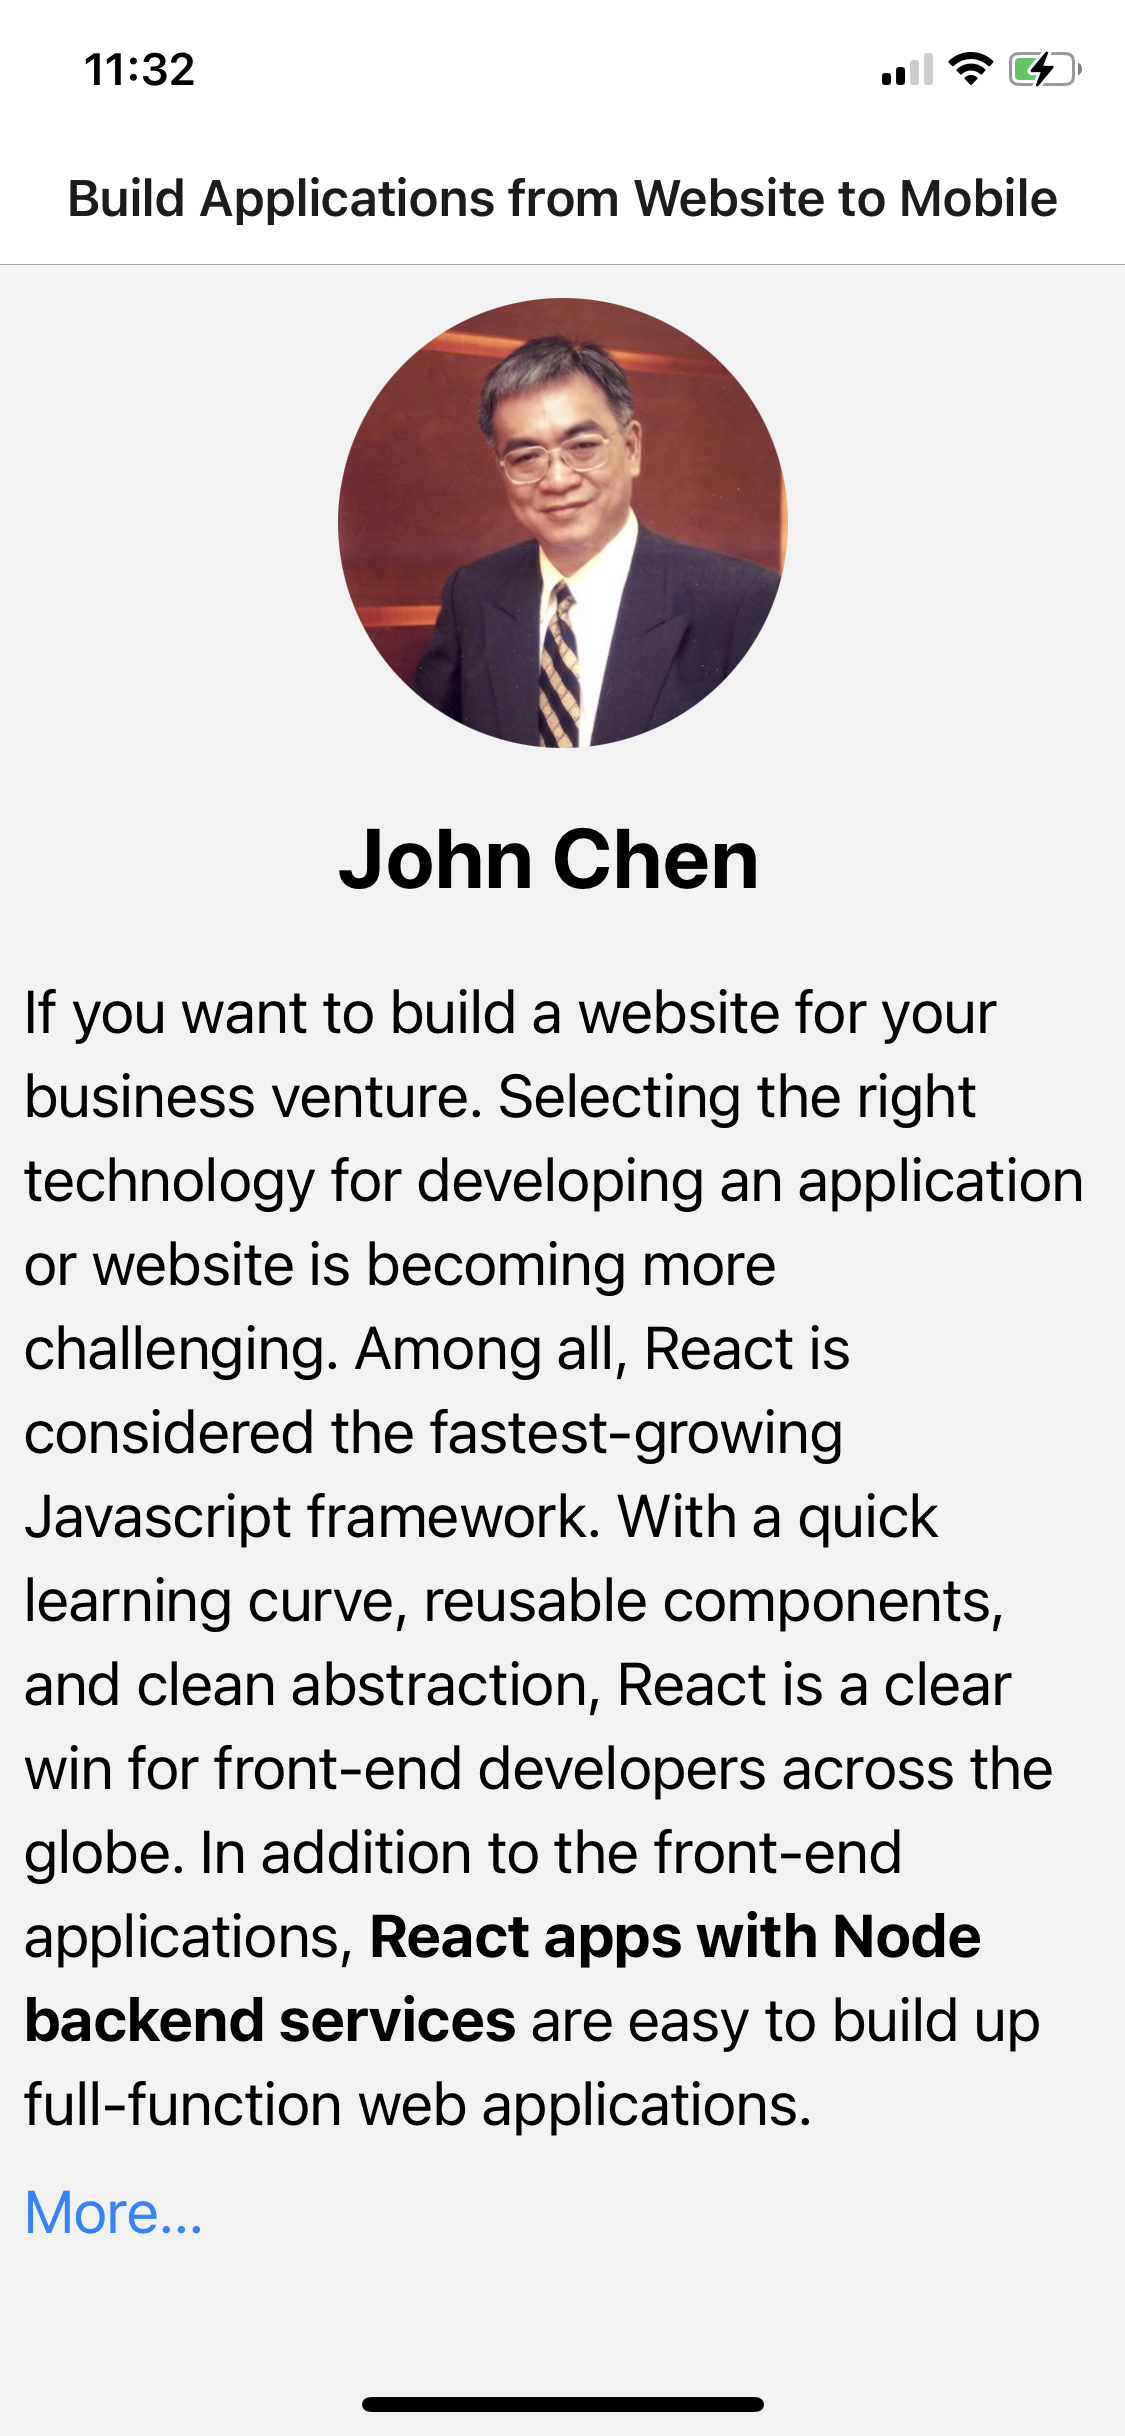 11:32
Build Applications from Website to Mobile
John Chen
If you want to build a website for your
business venture. Selecting the right
technology for developing an application
or website is becoming more
challenging. Among all, React is
considered the fastest-growing
Javascript framework. With a quick
learning curve, reusable components,
and clean abstraction, React is a clear
win for front-end developers across the
globe. In addition to the front-end
applications, React apps with Node
backend services are easy to build up
full-function web applications.
More...